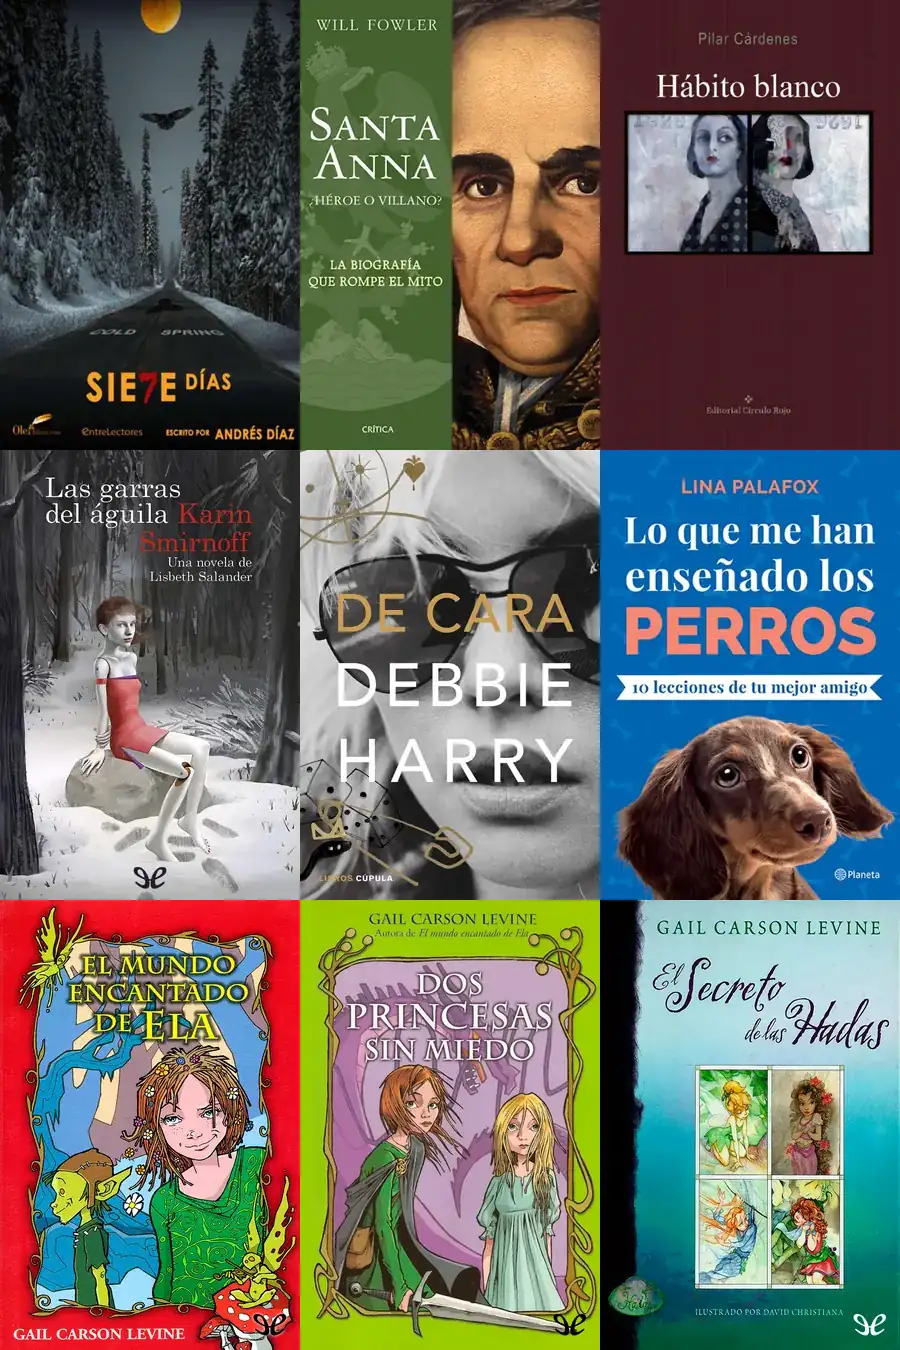 COLD SPRING
SIE7E DÍAS
EntreLectores
ESCRITO POR ANDRÉS DÍAZ
WILL FOWLER
SANTA
ANNA
¿HÉROE O VILLANO?
LA BIOGRAFÍA
QUE ROMPE EL MITO
CRÍTICA
Pilar Cárdenes
Hábito blanco
Editorial Círculo Rojo
Las garras
del águila Karin
Smirnoff
Una novela de
Lisbeth Salander
DE CARA
DEBBIE
HARRY
LIBROS CÚPULA
LINA PALAFOX
Lo que me han
enseñado los
PERROS
10 lecciones de tu mejor amigo
Planeta
EL MUNDO
ENCANTADO
DE ELA
GAIL CARSON LEVINE
GAIL CARSON LEVINE
Autora de El mundo encantado de Ela
DOS
PRINCESAS
SIN MIEDO
GAIL CARSON LEVINE
El Secreto
de las Hadas
ILUSTRADO POR DAVID CHRISTIANA